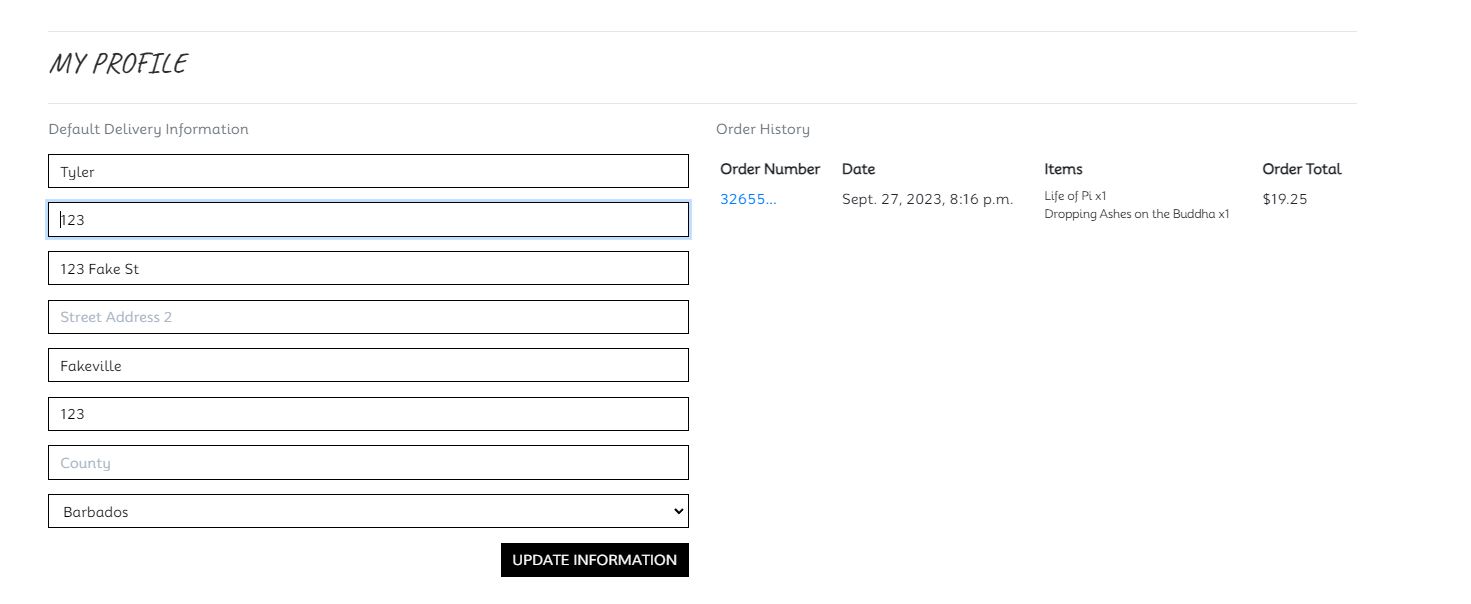 MY PROFILE
Default Delivery Information
Tyler
123
123 Fake St
Street Address 2
Fakeville
123
County
Barbados
UPDATE INFORMATION
Order History
Order Number Date Items Order Total
32655... Sept. 27, 2023, 8:16 p.m. Life of Pi x1 $19.25
Dropping Ashes on the Buddha x1